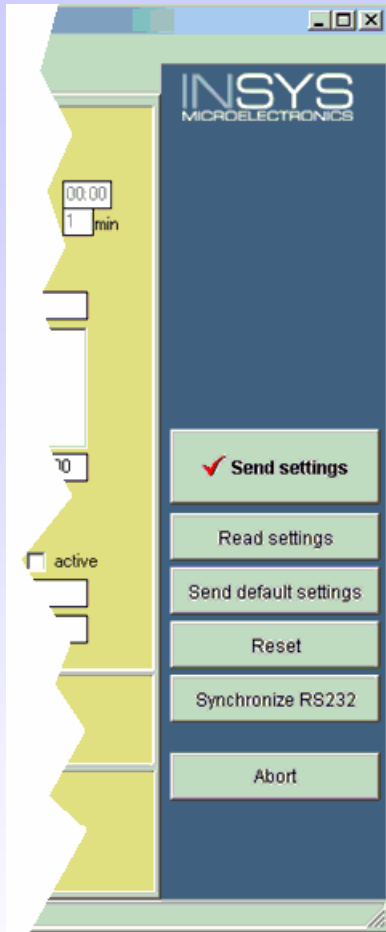 INSYS
MICROELECTRONICS
00:00
1 min
00
active
Send settings
Read settings
Send default settings
Reset
Synchronize RS232
Abort